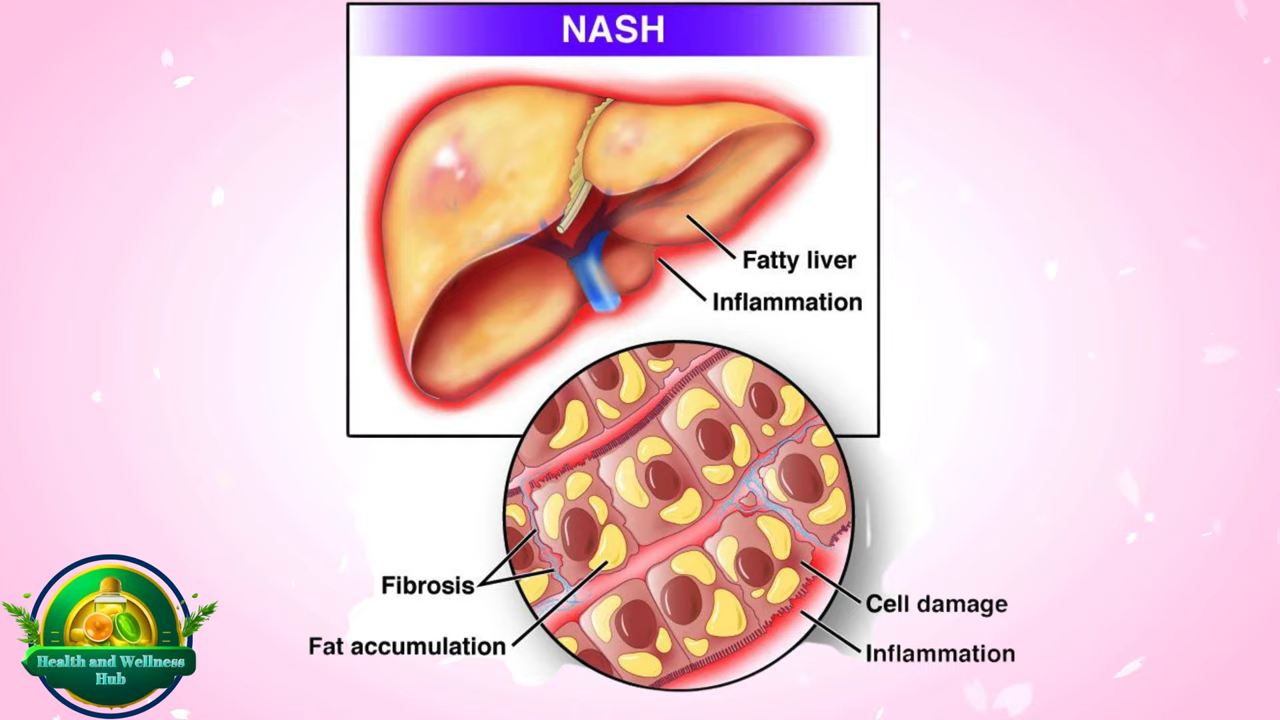 NASH
Fatty liver
Inflammation
Fibrosis
Fat accumulation
Cell damage
Inflammation
Health and Wellness
Hub